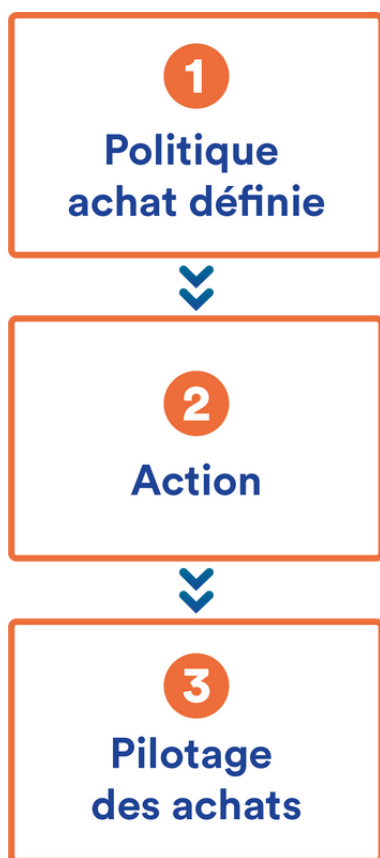 1
Politique
achat définie
2
Action
3
Pilotage
des achats